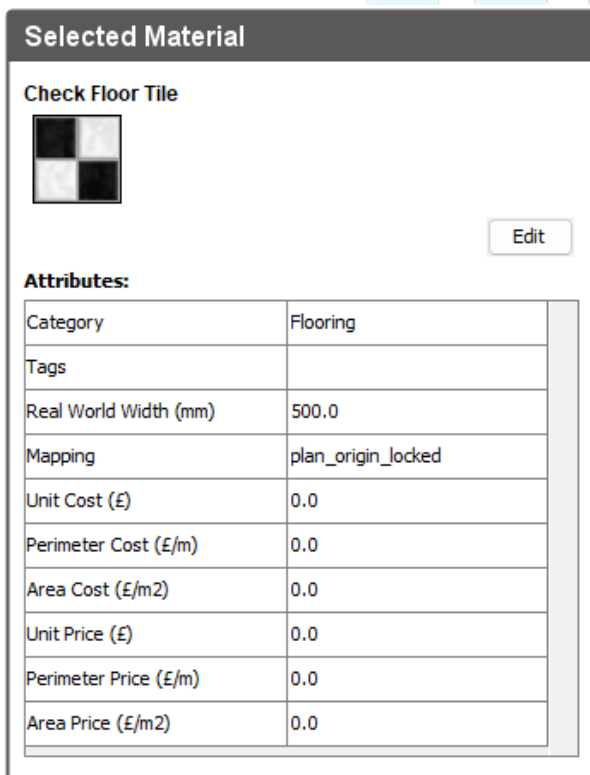 Selected Material
Check Floor Tile
Edit
Attributes:
Category Flooring
Tags
Real World Width (mm) 500.0
Mapping plan_origin_locked
Unit Cost (£) 0.0
Perimeter Cost (£/m) 0.0
Area Cost (£/m2) 0.0
Unit Price (£) 0.0
Perimeter Price (£/m) 0.0
Area Price (£/m2) 0.0